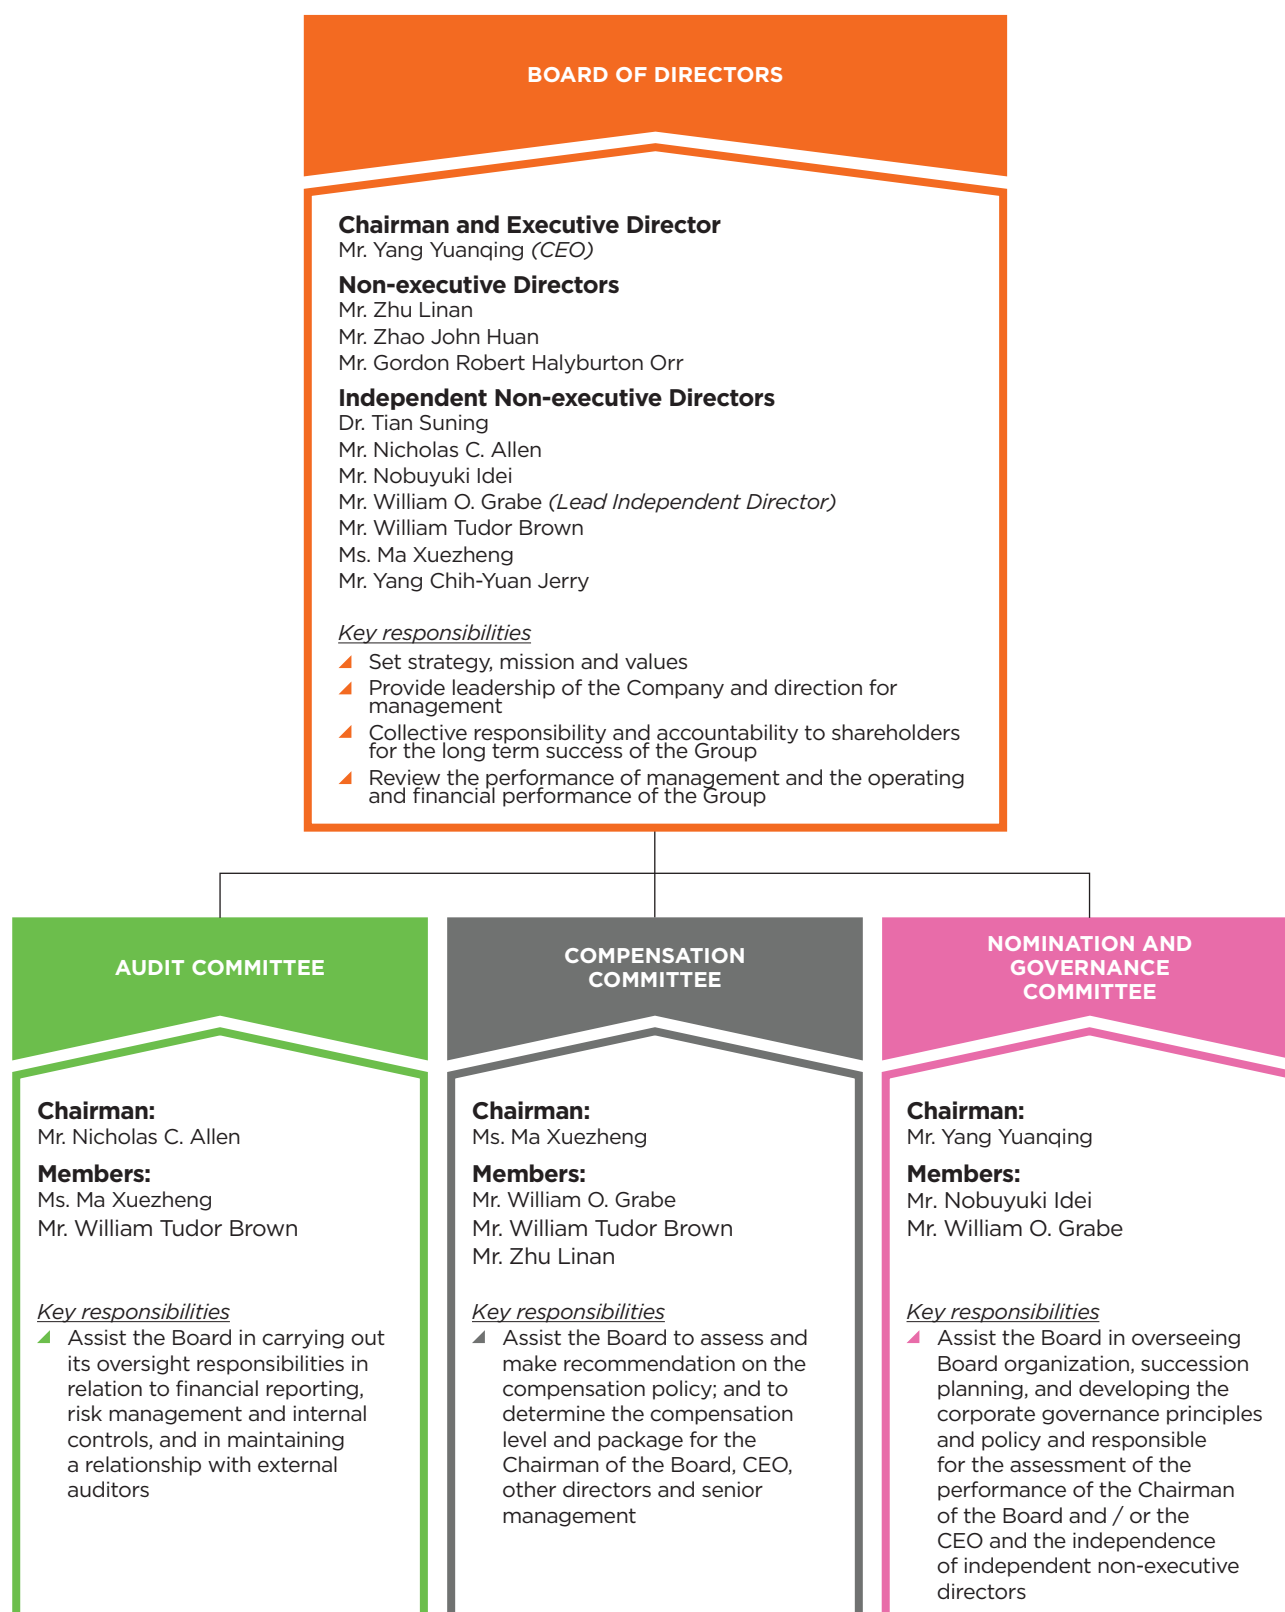 BOARD OF DIRECTORS
Chairman and Executive Director
Mr. Yang Yuanqing (CEO)
Non-executive Directors
Mr. Zhu Linan
Mr. Zhao John Huan
Mr. Gordon Robert Halyburton Orr
Independent Non-executive Directors
Dr. Tian Suning
Mr. Nicholas C. Allen
Mr. Nobuyuki Idei
Mr. William O. Grabe (Lead Independent Director)
Mr. William Tudor Brown
Ms. Ma Xuezheng
Mr. Yang Chih-Yuan Jerry
Key responsibilities
Set strategy, mission and values
Provide leadership of the Company and direction for
management
Collective responsibility and accountability to shareholders
for the long term success of the Group
Review the performance of management and the operating
and financial performance of the Group
AUDIT COMMITTEE
Chairman:
Mr. Nicholas C. Allen
Members:
Ms. Ma Xuezheng
Mr. William Tudor Brown
Key responsibilities
Assist the Board in carrying out
its oversight responsibilities in
relation to financial reporting,
risk management and internal
controls, and in maintaining
a relationship with external
auditors
COMPENSATION
COMMITTEE
Chairman:
Ms. Ma Xuezheng
Members:
Mr. William O. Grabe
Mr. William Tudor Brown
Mr. Zhu Linan
Key responsibilities
Assist the Board to assess and
make recommendation on the
compensation policy; and to
determine the compensation
level and package for the
Chairman of the Board, CEO,
other directors and senior
management
NOMINATION AND
GOVERNANCE
COMMITTEE
Chairman:
Mr. Yang Yuanqing
Members:
Mr. Nobuyuki Idei
Mr. William O. Grabe
Key responsibilities
Assist the Board in overseeing
Board organization, succession
planning, and developing the
corporate governance principles
and policy and responsible
for the assessment of the
performance of the Chairman
of the Board and / or the
CEO and the independence
of independent non-executive
directors